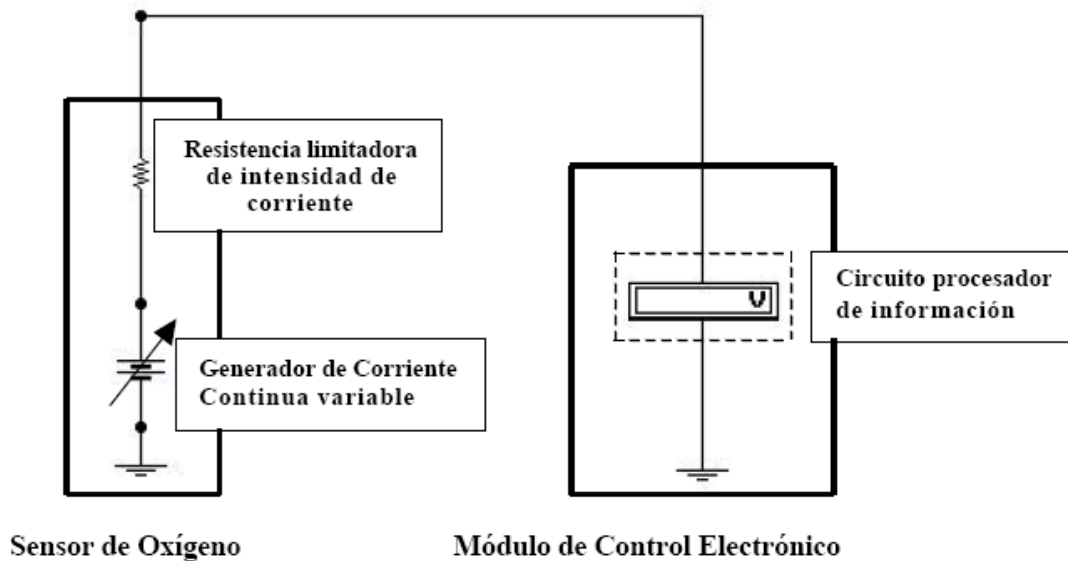 Resistencia limitadora
de intensidad de
corriente
Generador de Corriente
Continua variable
V
Circuito procesador
de información
Sensor de Oxígeno
Módulo de Control Electrónico